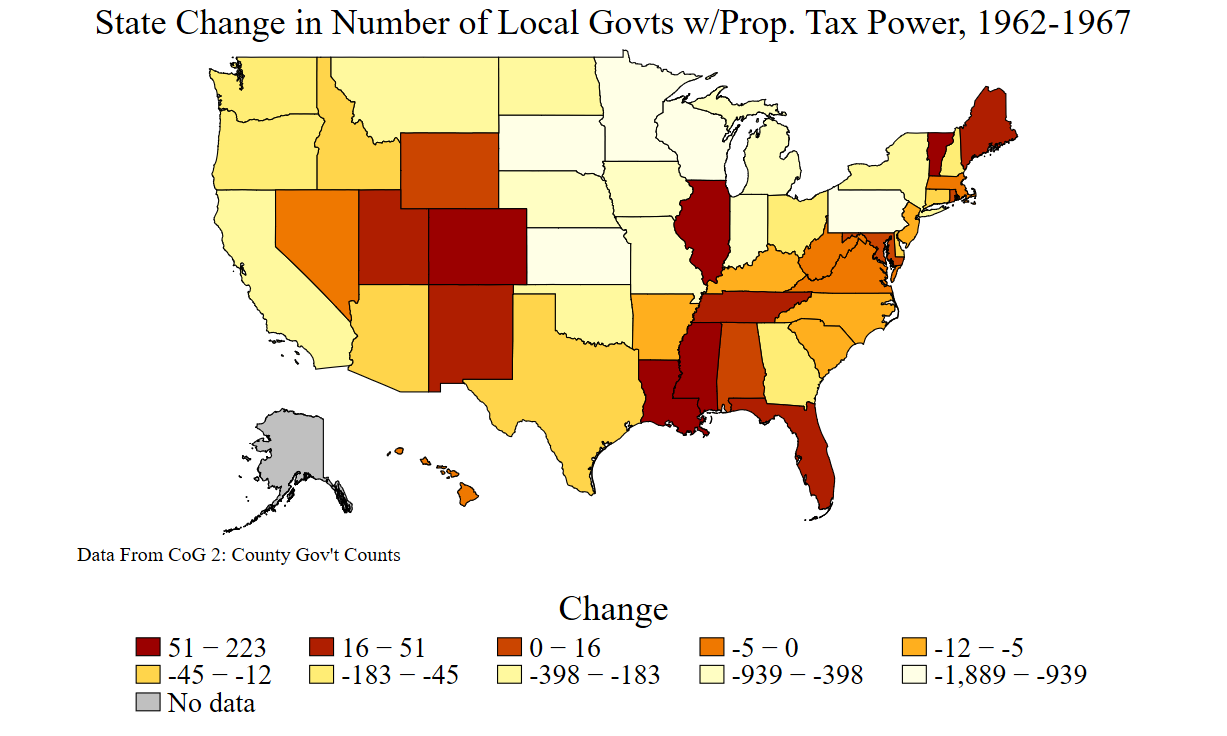 State Change in Number of Local Govts w/Prop. Tax Power, 1962-1967
Data From CoG 2: County Gov't Counts
Change
51 − 223 16 − 51 0 − 16 -5 − 0 -12 − -5
-45 − -12 -183 − -45 -398 − -183 -939 − -398 -1,889 − -939
No data